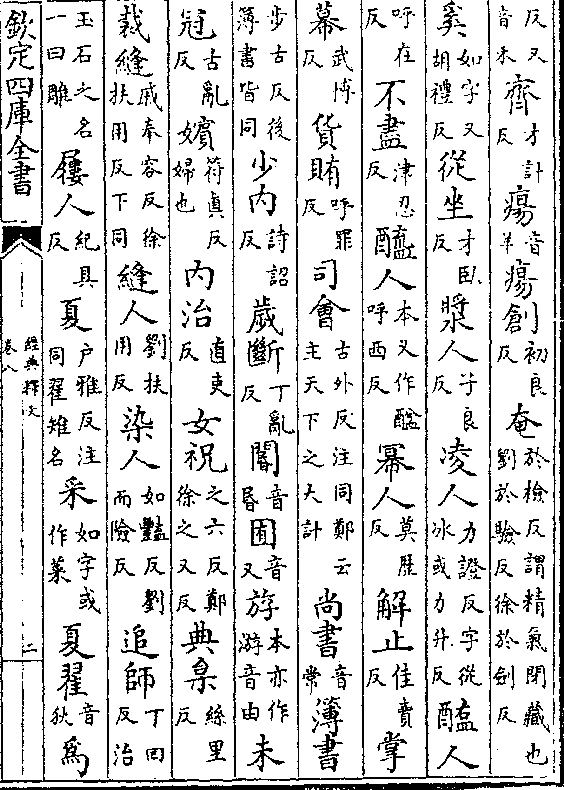 反又音禾齊才計反瘍音羊瘍創初良反奄於檢反謂精氣閉藏也劉於驗反徐於劒反
奚如字又胡禮反從坐才臥反漿人子良反凌人力證反字從冰或力升反醢人
呼在反不盡津忍反醯人本又作䤈呼西反羃人莫歷反解止佳賣反掌
幕武博反貨賄呼罪反司會古外反注同鄭云主天下之大計尚書音常簿書
步古反後簿書皆同少內詩詔反歲斷丁亂反閽音昏囿音又斿本亦作游音由未
冠古亂反嬪符眞反婦也內治直吏反女祝之六反鄭徐之又反典枲絲里反
裁縫戚奉容反徐扶用反下同縫人劉扶用反染人如豔反劉而險反追師丁回反治
玉石之名一曰雕屨人紀具反夏戶雅反注同翟雉名采如字或作菜夏翟音狄爲
欽定四庫全書
經典釋文
卷八
二